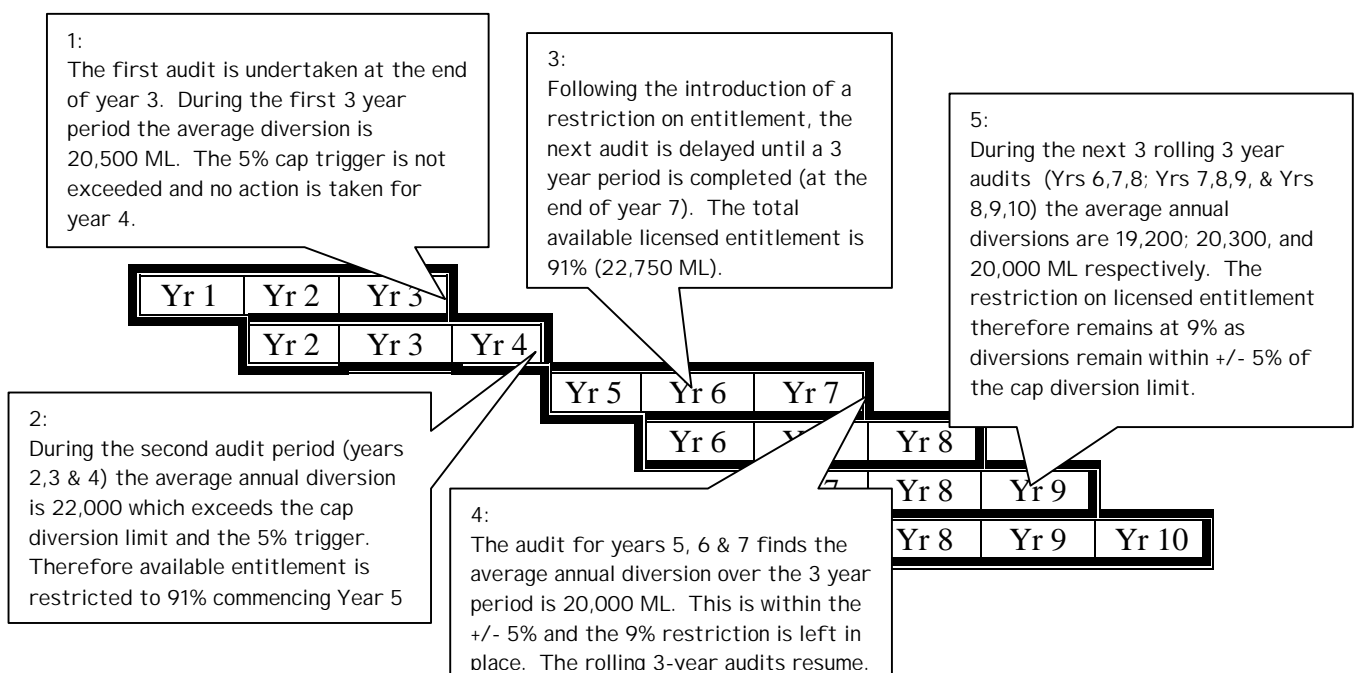 1:
The first audit is undertaken at the end
of year 3. During the first 3 year
period the average diversion is
20,500 ML. The 5% cap trigger is not
exceeded and no action is taken for
year 4.
3:
Following the introduction of a
restriction on entitlement, the
next audit is delayed until a 3
year period is completed (at the
end of year 7). The total
available licensed entitlement is
91% (22,750 ML).
5:
During the next 3 rolling 3 year
audits (Yrs 6,7,8; Yrs 7,8,9, & Yrs
8,9,10) the average annual
diversions are 19,200; 20,300, and
20,000 ML respectively. The
restriction on licensed entitlement
therefore remains at 9% as
diversions remain within +/- 5% of
the cap diversion limit.
Yr 1 Yr 2 Yr 3
Yr 2 Yr 3 Yr 4
Yr 5 Yr 6 Yr 7
Yr 6 Yr 8
7 Yr 8 Yr 9
Yr 8 Yr 9 Yr 10
2:
During the second audit period (years
2,3 & 4) the average annual diversion
is 22,000 which exceeds the cap
diversion limit and the 5% trigger.
Therefore available entitlement is
restricted to 91% commencing Year 5
4:
The audit for years 5, 6 & 7 finds the
average annual diversion over the 3 year
period is 20,000 ML. This is within the
+/- 5% and the 9% restriction is left in
place. The rolling 3-year audits resume.